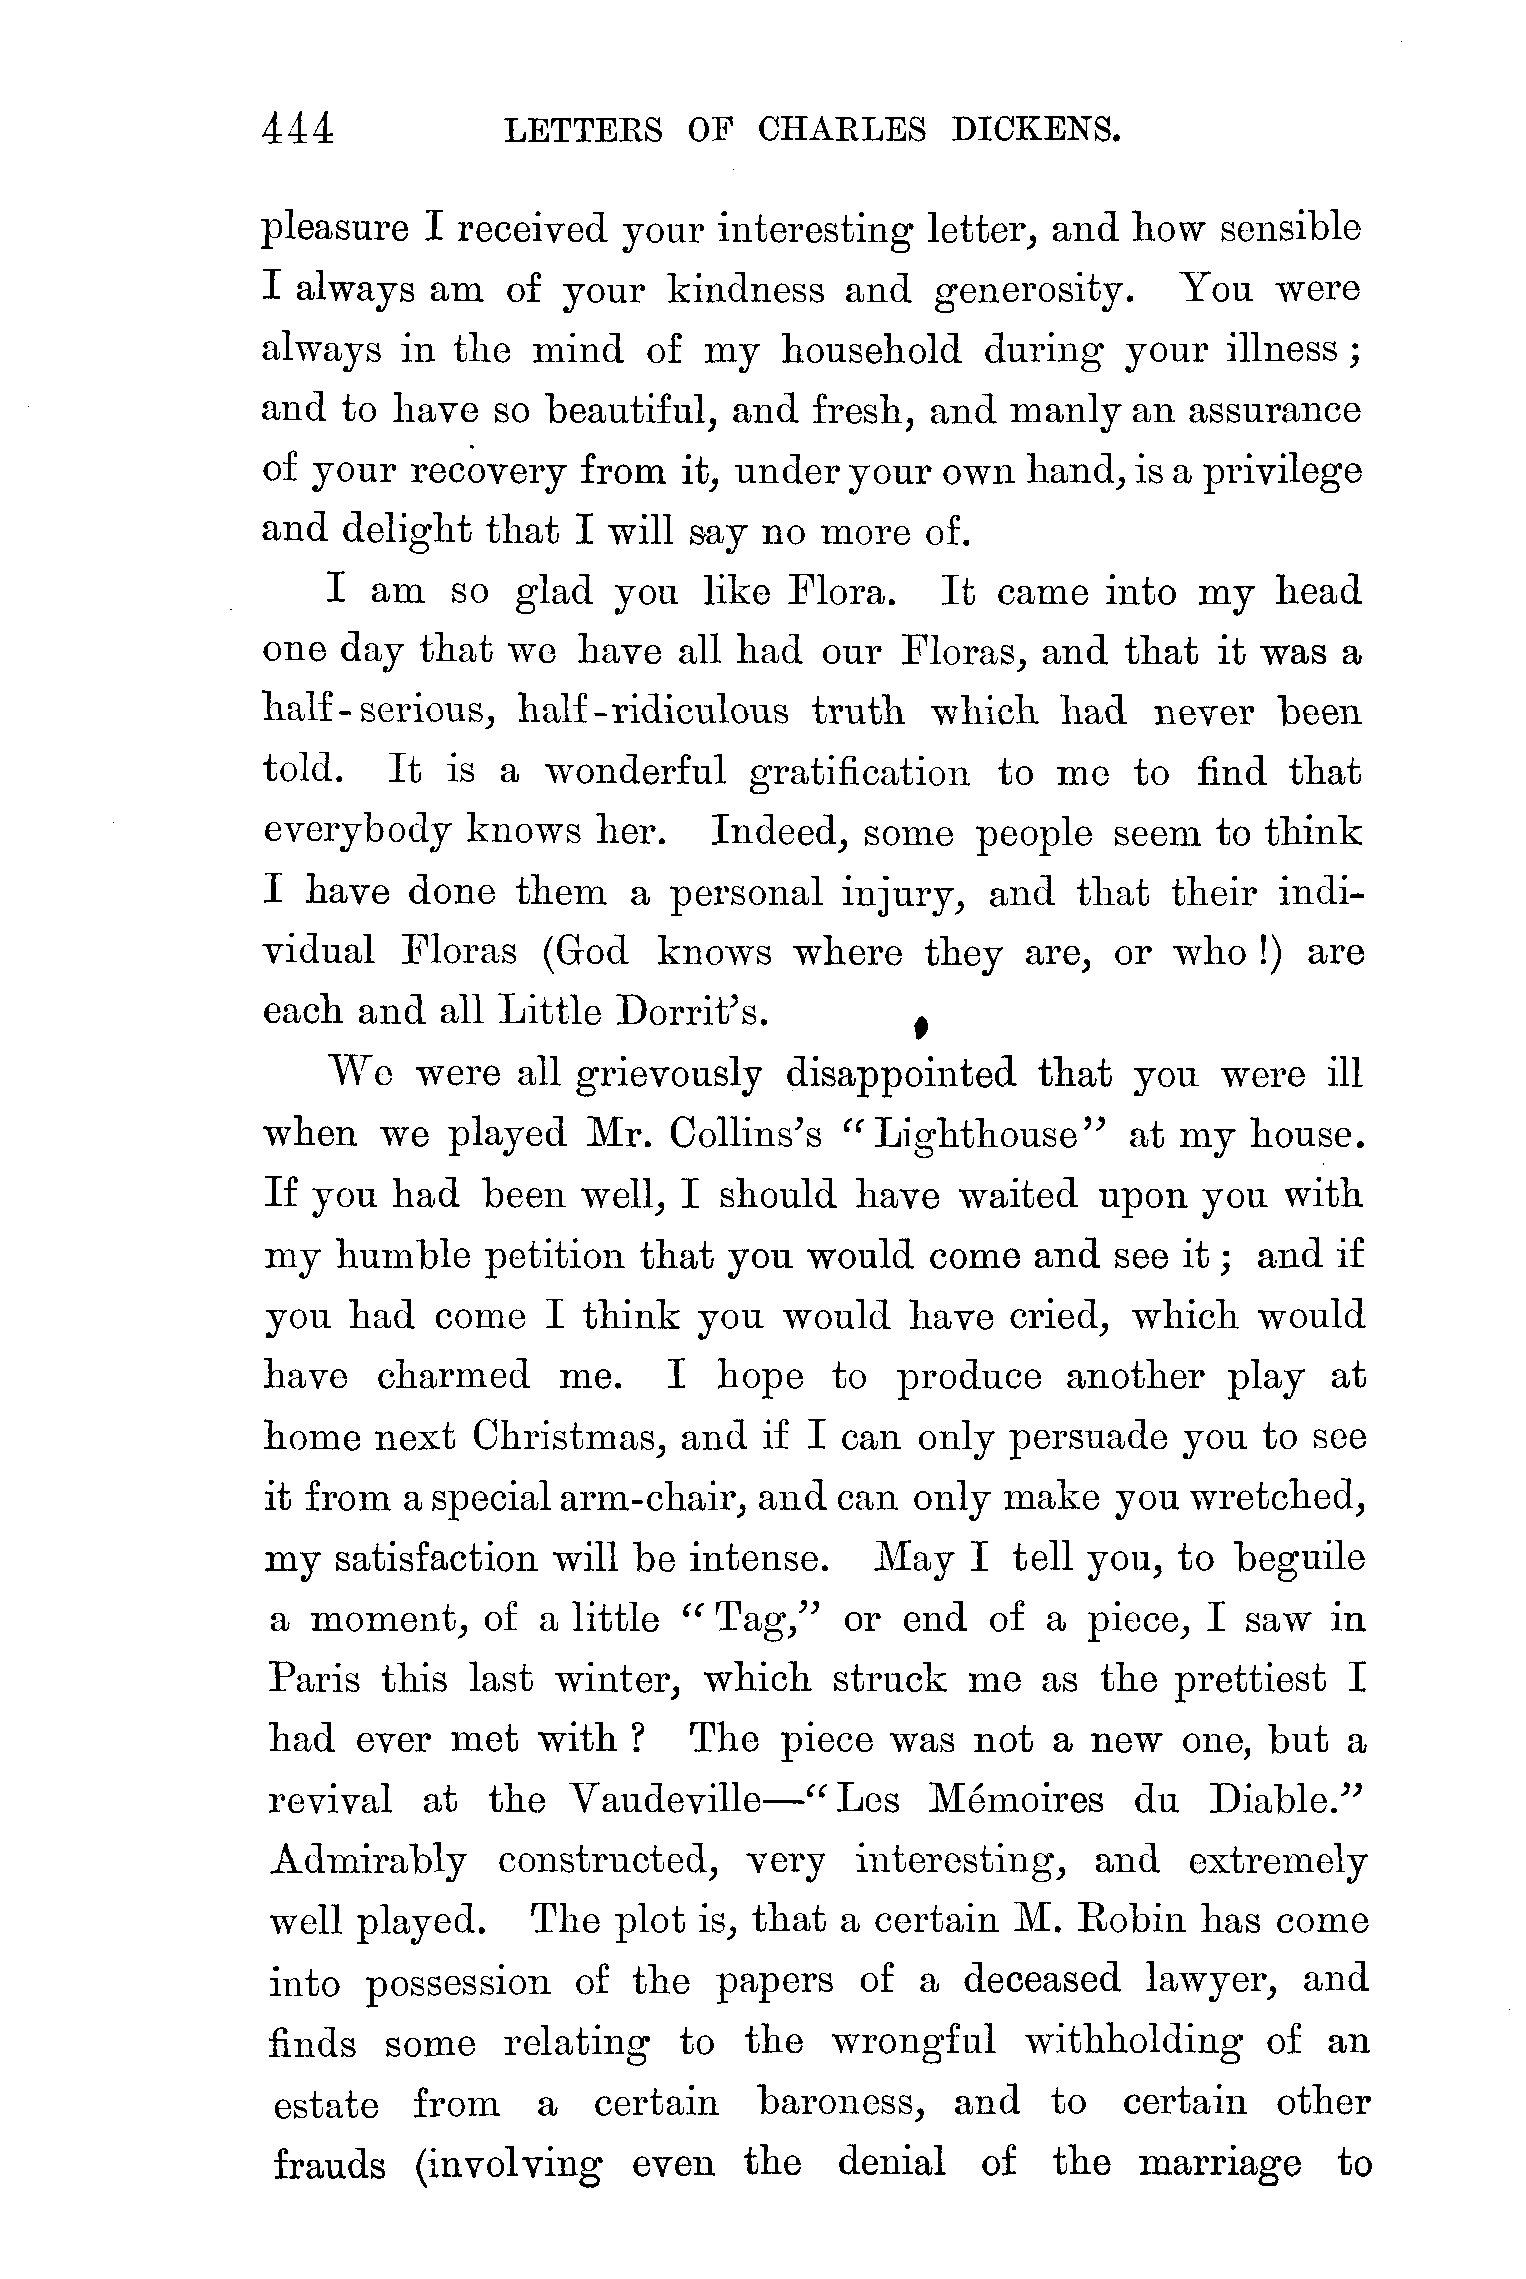 444 LETTERS OF CHARLES DICKENS.
pleasure I received your interesting letter, and how sensible
I always am of your kindness and generosity. You were
always in the mind of my household during your illness ;
and to have so beautiful, and fresh, and manly an assurance
of your recovery from it, under your own hand, is a privilege
and delight that I will say no more of.
I am so glad you like Flora. It came into my head
one day that we have all had our Floras, and that it was a
half-serious, half-ridiculous truth which had never been
told. It is a wonderful gratification to me to find that
everybody knows her. Indeed, some people seem to think
I have done them a personal injury, and that their indi-
vidual Floras (God knows where they are, or who !) are
each and all Little Dorrit's.
We were all grievously disappointed that you were ill
when we played Mr. Collins's “Lighthouse” at my house.
If you had been well, I should have waited upon you with
my humble petition that you would come and see it ; and if
you had come I think you would have cried, which would
have charmed me. I hope to produce another play at
home next Christmas, and if I can only persuade you to see
it from a special arm-chair, and can only make you wretched,
my satisfaction will be intense. May I tell you, to beguile
a moment, of a little “Tag,” or end of a piece, I saw in
Paris this last winter, which struck me as the prettiest I
had ever met with ? The piece was not a new one, but a
revival at the Vaudeville—“Les Mémoires du Diable.”
Admirably constructed, very interesting, and extremely
well played. The plot is, that a certain M. Robin has come
into possession of the papers of a deceased lawyer, and
finds some relating to the wrongful withholding of an
estate from a certain baroness, and to certain other
frauds (involving even the denial of the marriage to